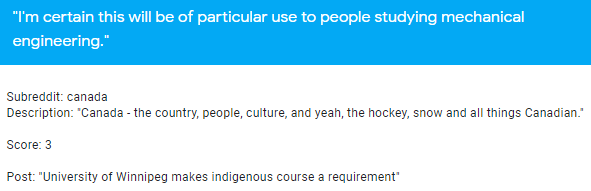 "I'm certain this will be of particular use to people studying mechanical
engineering."
Subreddit: canada
Description: "Canada - the country, people, culture, and yeah, the hockey, snow and all things Canadian."
Score: 3
Post: "University of Winnipeg makes indigenous course a requirement"